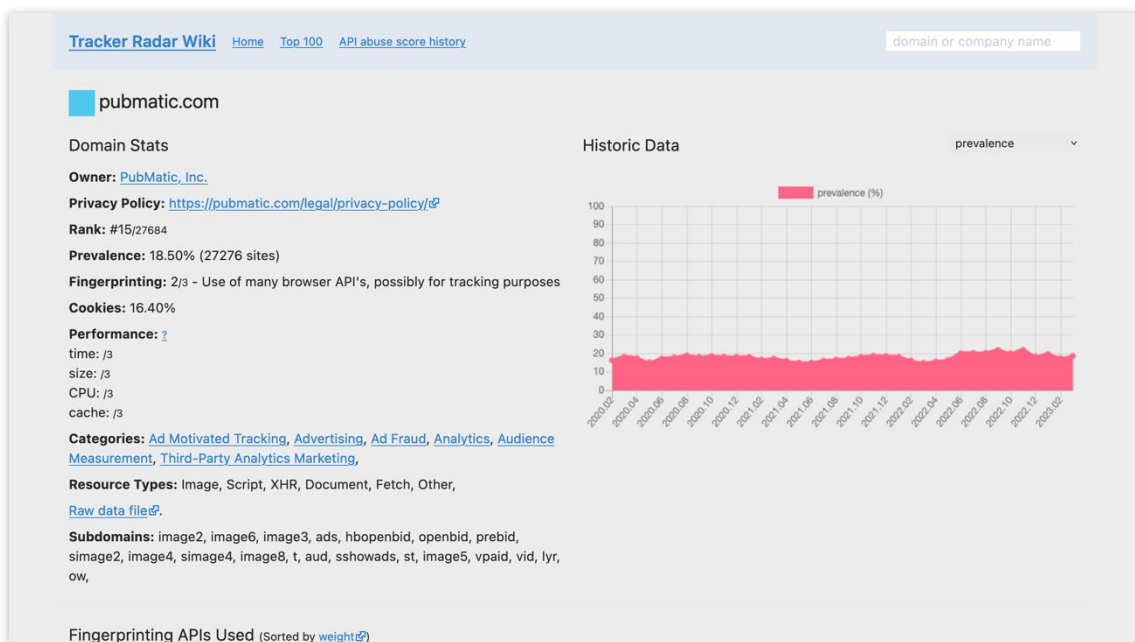 Tracker Radar Wiki Home Top 100 API abuse score history domain or company name
pubmatic.com
Domain Stats
Owner: PubMatic, Inc.
Privacy Policy: https://pubmatic.com/legal/privacy-policy/
Rank: #15/27684
Prevalence: 18.50% (27276 sites)
Fingerprinting: 2/3 - Use of many browser API's, possibly for tracking purposes
Cookies: 16.40%
Performance: ?
time: /3
size: /3
CPU: /3
cache: /3
Categories: Ad Motivated Tracking, Advertising, Ad Fraud, Analytics, Audience
Measurement, Third-Party Analytics Marketing,
Resource Types: Image, Script, XHR, Document, Fetch, Other,
Raw data file.
Subdomains: image2, image6, image3, ads, hbopenbid, openbid, prebid,
simage2, image4, simage4, image8, t, aud, sshowads, st, image5, vpaid, vid, lyr,
ow,
Historic Data prevalence
prevalence (%)
100
90
80
70
60
50
40
30
20
10
0
2020.02 2020.04 2020.06 2020.08 2020.10 2020.12 2021.02 2021.04 2021.06 2021.08 2021.10 2021.12 2022.02 2022.04 2022.06 2022.08 2022.10 2022.12 2023.02
Fingerprinting APIs Used (Sorted by weight)